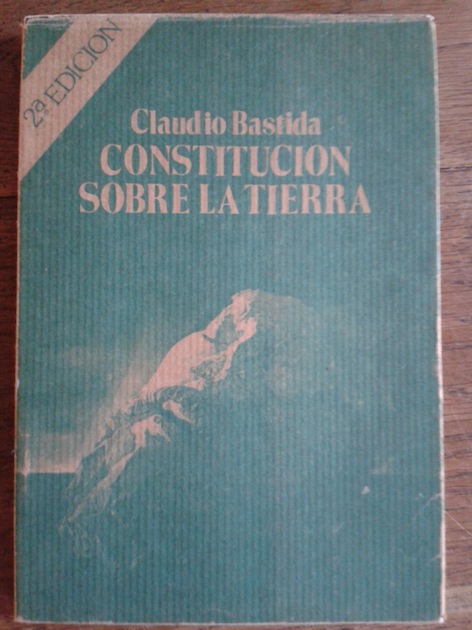 2ª EDICION
Claudio Bastida
CONSTITUCION
SOBRE LA TIERRA